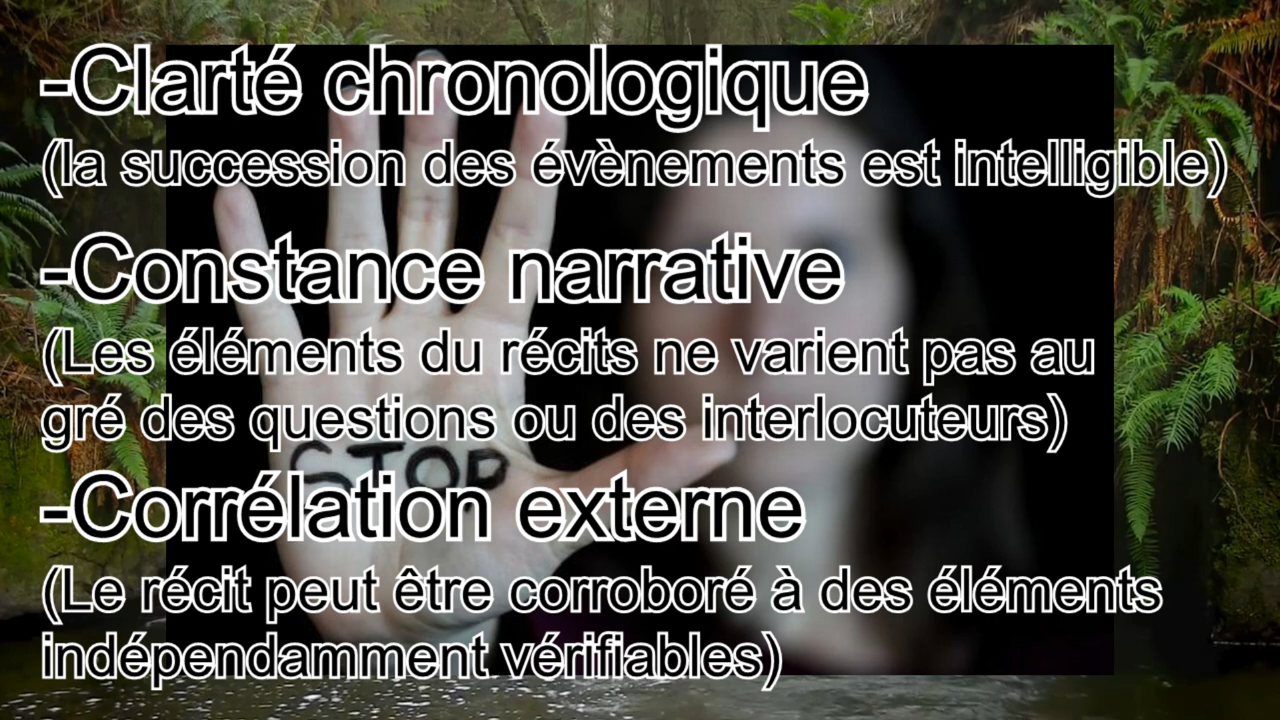 -Clarté chronologique
(la succession des évènements est intelligible)
-Constance narrative
(Les éléments du récits ne varient pas au
gré des questions ou des interlocuteurs)
STOP
-Corrélation externe
(Le récit peut être corroboré à des éléments
indépendamment vérifiables)